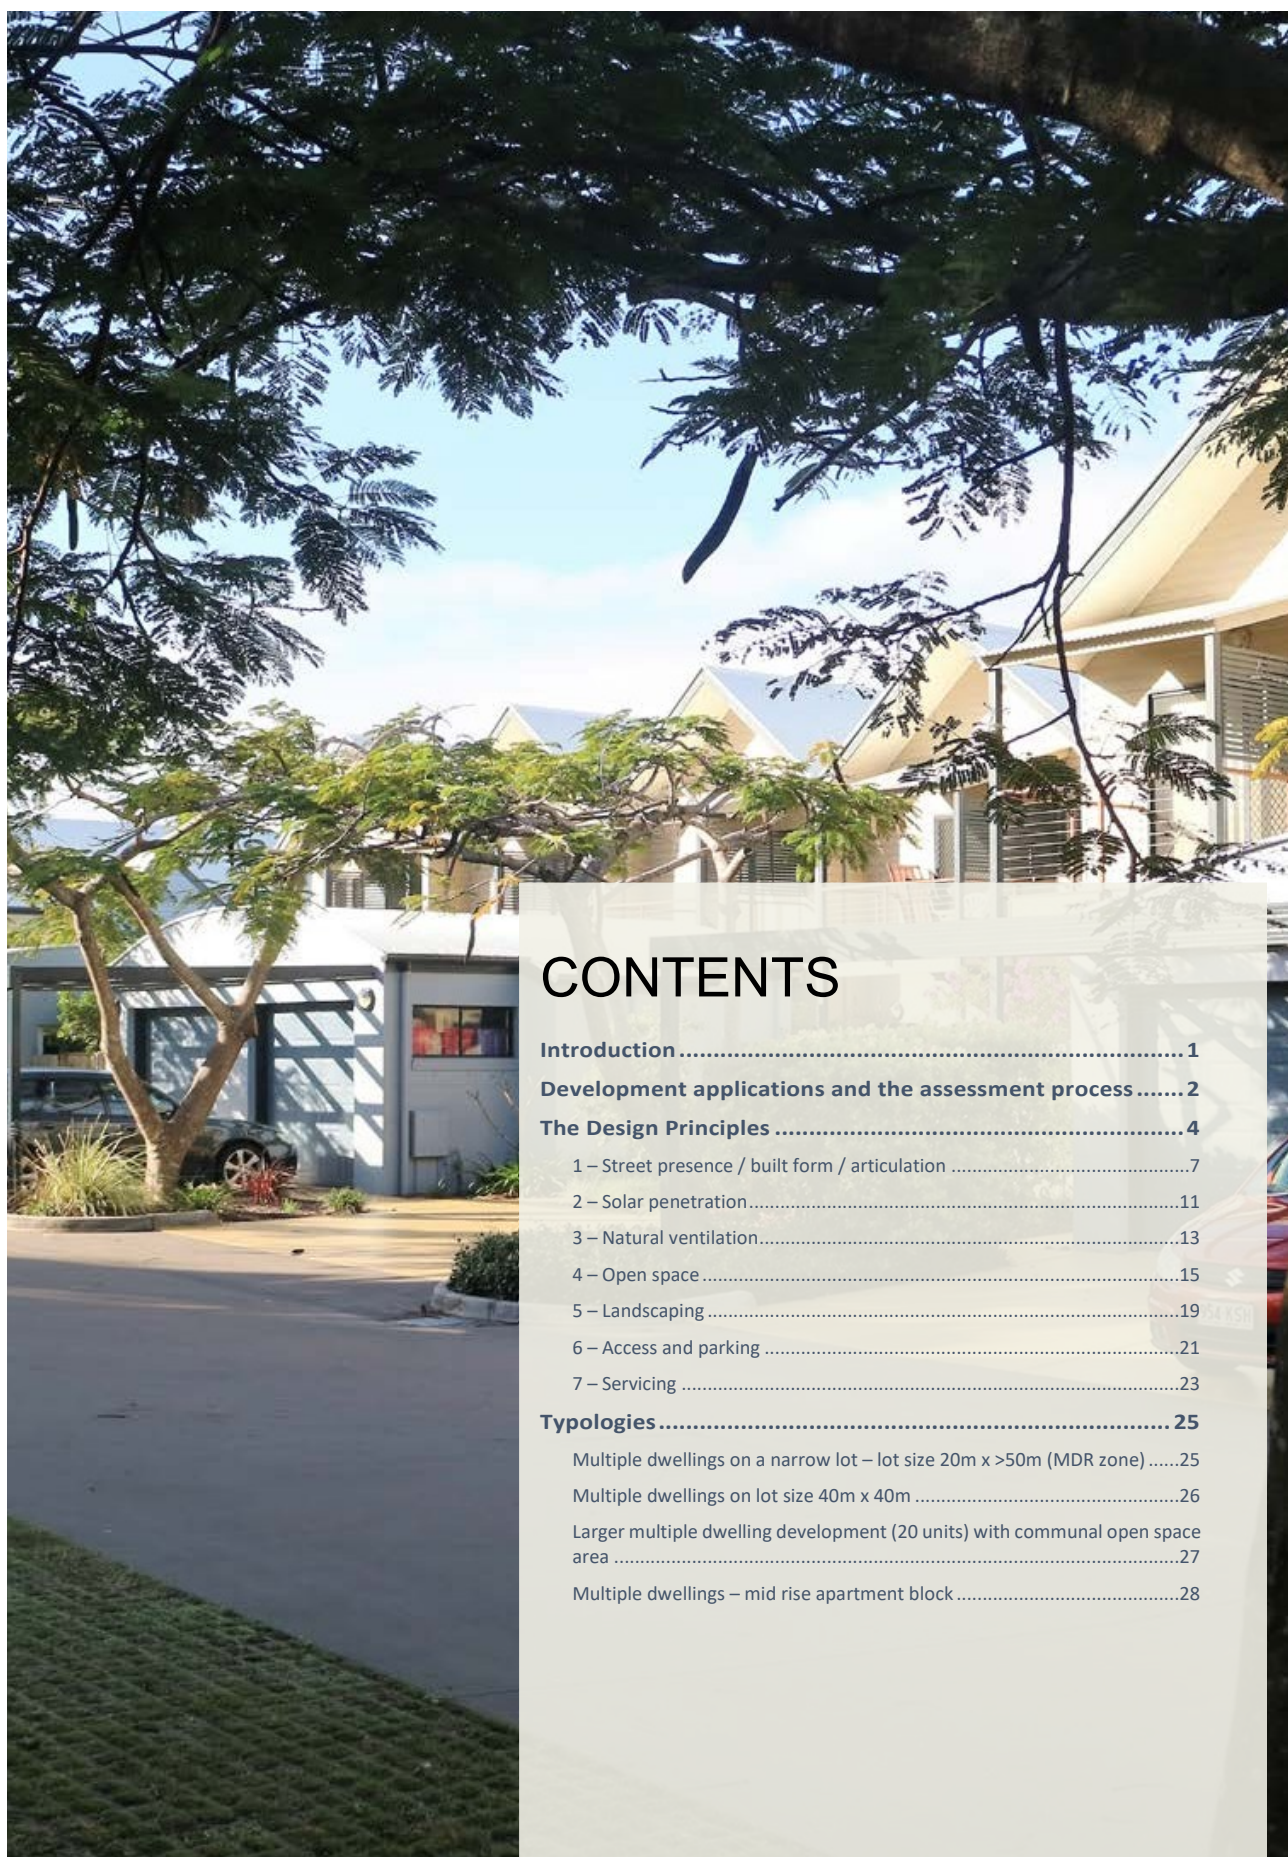 CONTENTS
Introduction ........................................................................... 1
Development applications and the assessment process ....... 2
The Design Principles ............................................................. 4
1 – Street presence / built form / articulation ..........................................7
2 – Solar penetration ............................................................................11
3 – Natural ventilation...........................................................................13
4 – Open space .....................................................................................15
5 – Landscaping ....................................................................................19
6 – Access and parking ..........................................................................21
7 – Servicing .........................................................................................23
Typologies ............................................................................ 25
Multiple dwellings on a narrow lot – lot size 20m x >50m (MDR zone) ......25
Multiple dwellings on lot size 40m x 40m ...............................................26
Larger multiple dwelling development (20 units) with communal open space
area .....................................................................................................27
Multiple dwellings – mid rise apartment block ........................................28